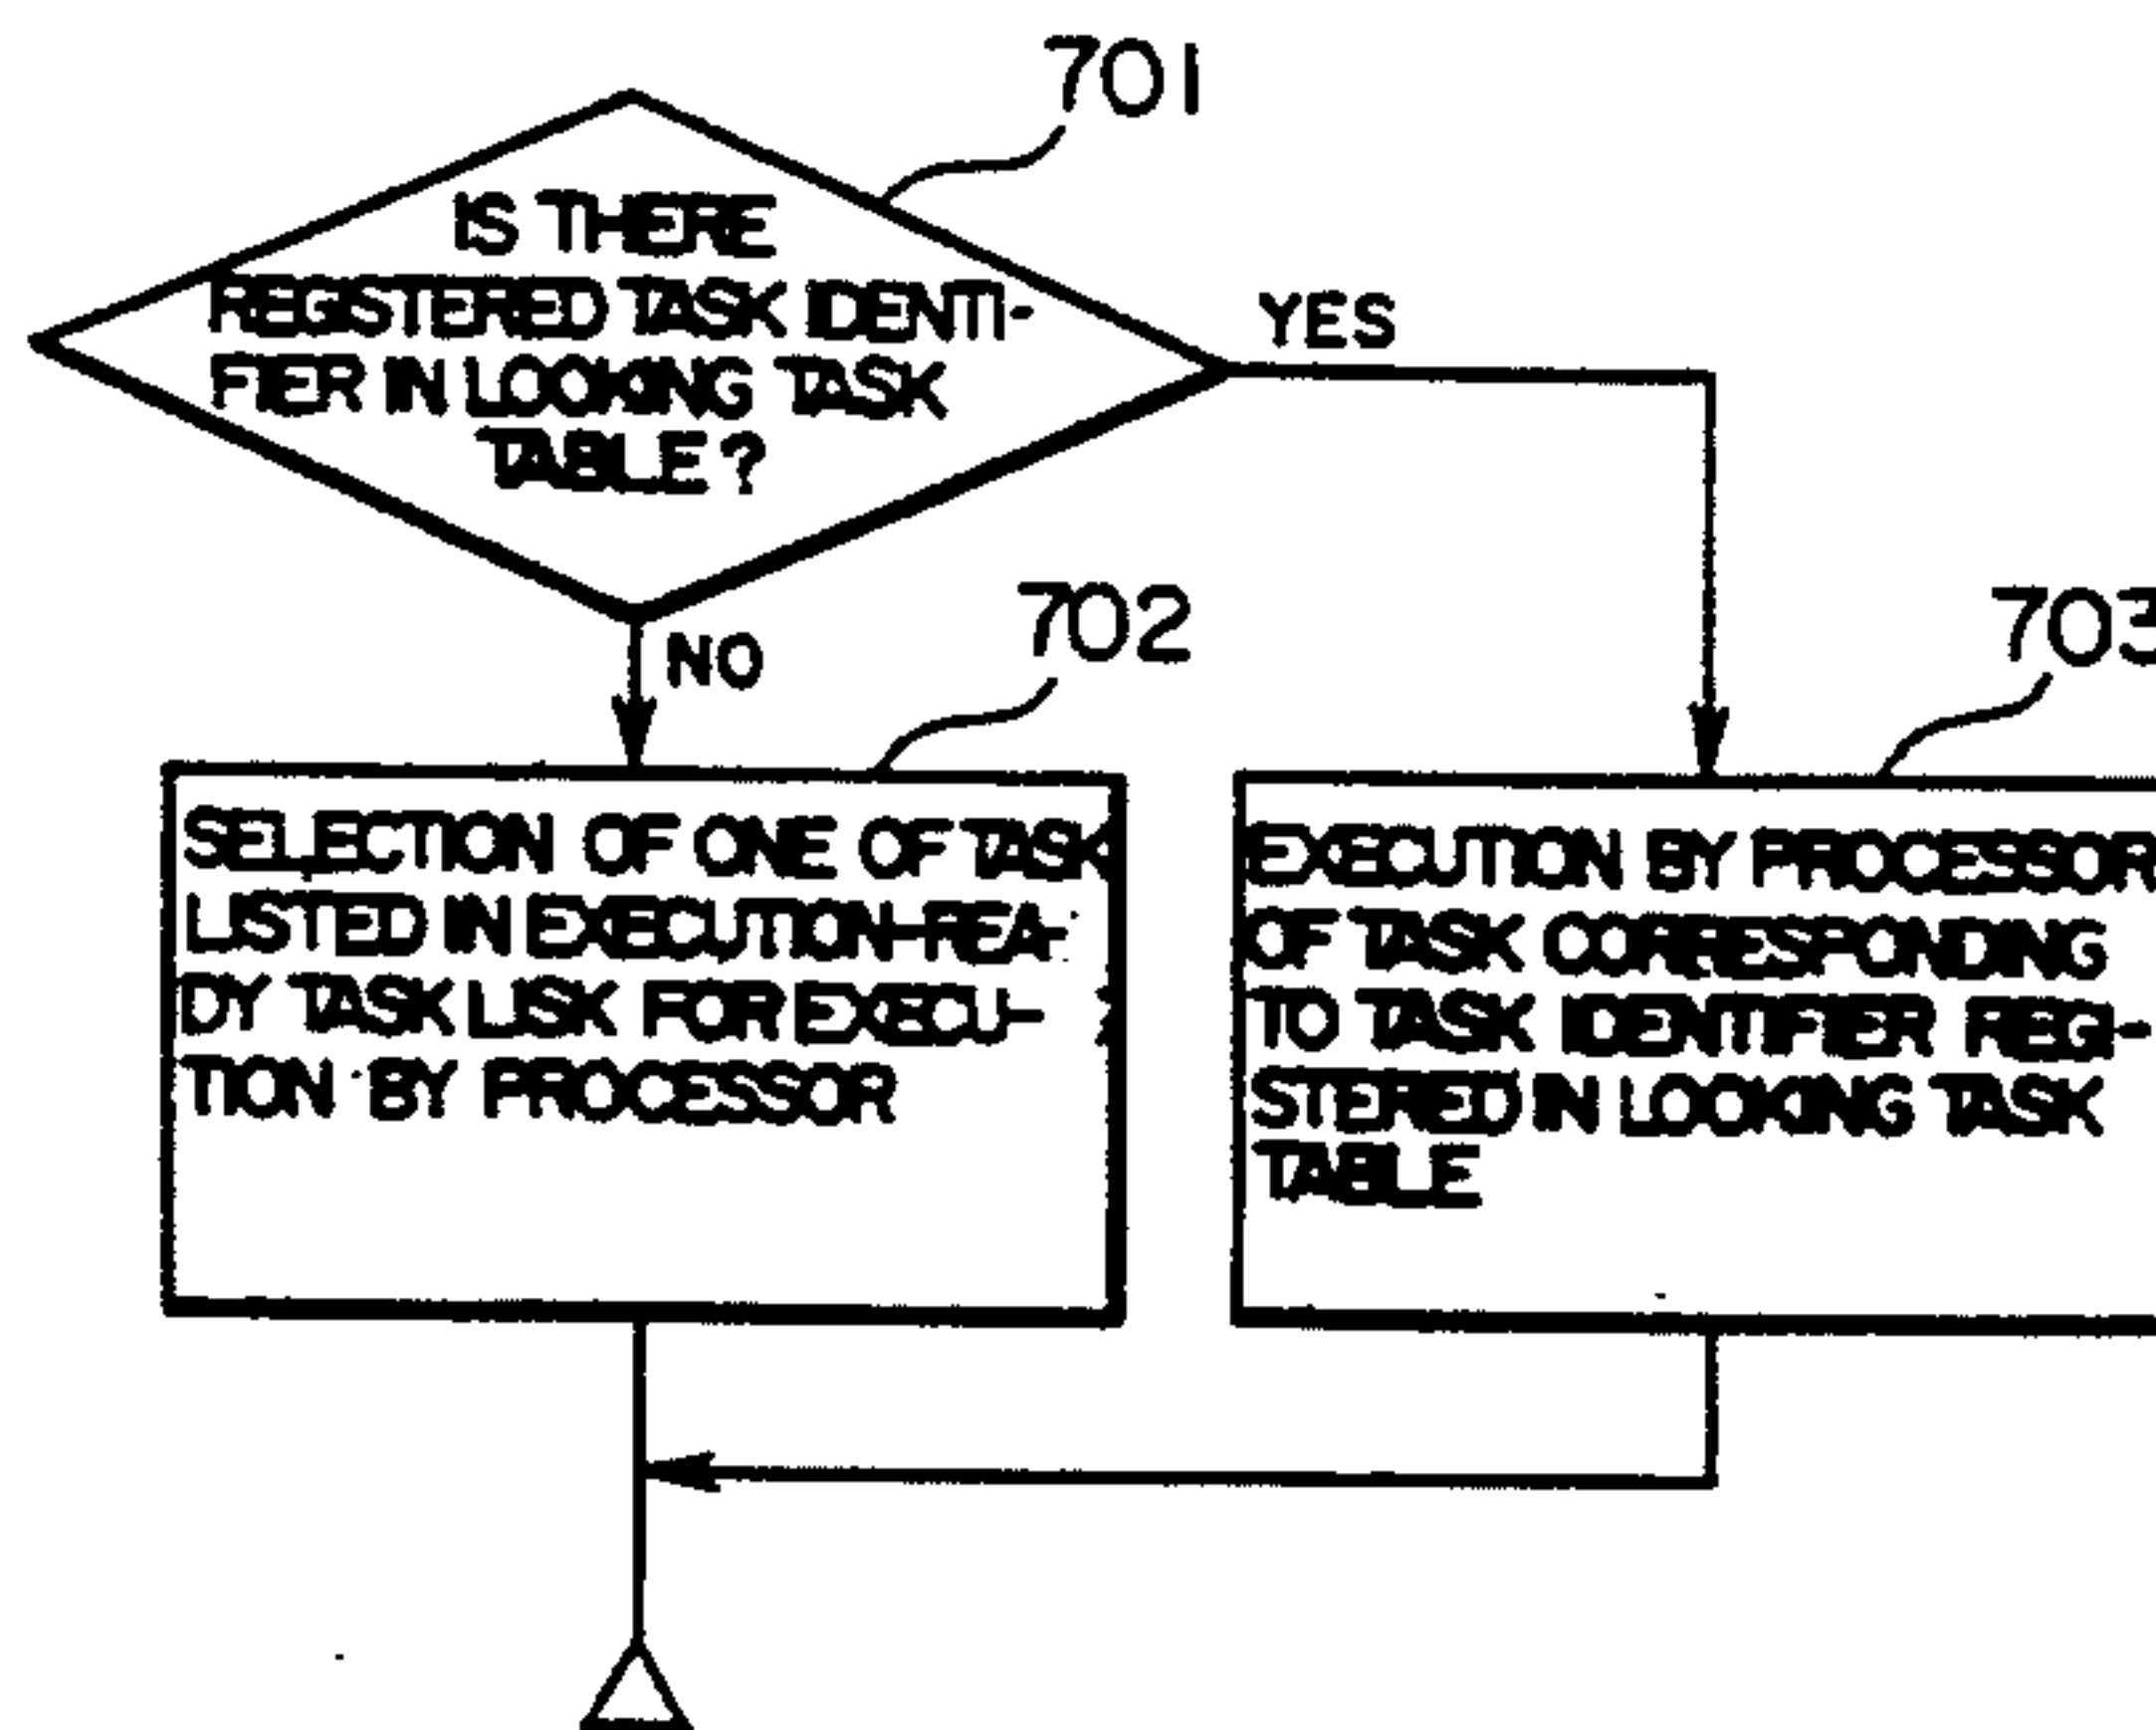 701
IS THERE
REGISTERED TASK IDENTI-
FIER IN LOOKING TASK
TABLE?
YES
NO
702
703
SELECTION OF ONE OF TASK
LISTED IN EXECUTION-REA-
DY TASK LISK FOR EXECU-
TION BY PROCESSOR
EXECUTION BY PROCESSOR
OF TASK CORRESPONDING
TO TASK IDENTIFIER REG-
STERED IN LOOKING TASK
TABLE